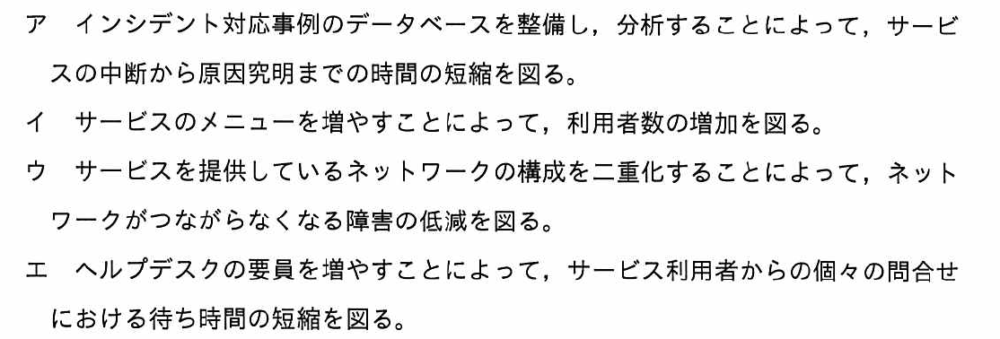 ア　インシデント対応事例のデータベースを整備し，分析することによって，サービ
スの中断から原因究明までの時間の短縮を図る。
イ　サービスのメニューを増やすことによって，利用者数の増加を図る。
ウ　サービスを提供しているネットワークの構成を二重化することによって，ネット
ワークがつながらなくなる障害の低減を図る。
エ　ヘルプデスクの要員を増やすことによって，サービス利用者からの個々の問合せ
における待ち時間の短縮を図る。